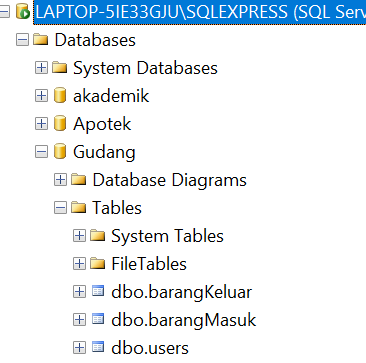 LAPTOP-5IE33GJU\SQLEXPRESS (SQL Serv
Databases
System Databases
akademik
Apotek
Gudang
Database Diagrams
Tables
System Tables
FileTables
dbo.barangKeluar
dbo.barangMasuk
dbo.users